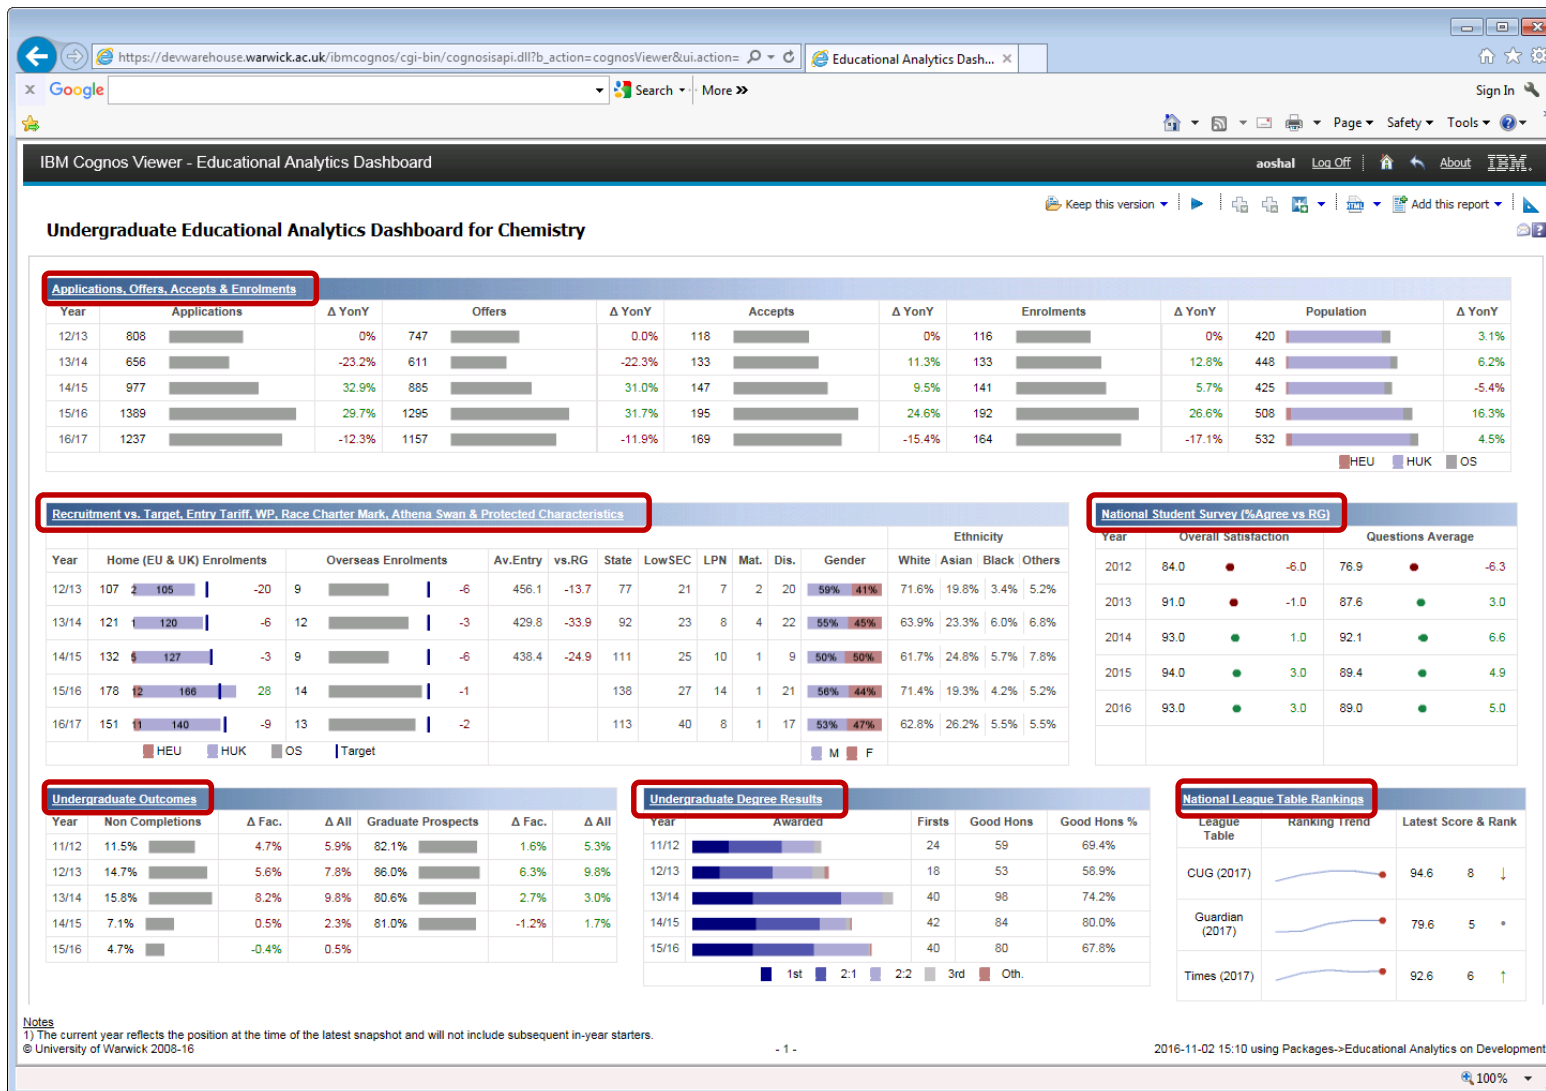 https://devwarehouse.warwick.ac.uk/ibmcognos/cgi-bin/cognosisapi.dll?b_action=cognosViewer&ui.action= Educational Analytics Dash...
x Google Search More »
Sign In
Page Safety Tools
IBM Cognos Viewer - Educational Analytics Dashboard aoshal Log Off About IBM.
Keep this version Add this report
Undergraduate Educational Analytics Dashboard for Chemistry
Applications, Offers, Accepts & Enrolments
Year Applications Δ YonY Offers Δ YonY Accepts Δ YonY Enrolments Δ YonY Population Δ YonY
12/13 808 0% 747 0.0% 118 0% 116 0% 420 3.1%
13/14 656 -23.2% 611 -22.3% 133 11.3% 133 12.8% 448 6.2%
14/15 977 32.9% 885 31.0% 147 9.5% 141 5.7% 425 -5.4%
15/16 1389 29.7% 1295 31.7% 195 24.6% 192 26.6% 508 16.3%
16/17 1237 -12.3% 1157 -11.9% 169 -15.4% 164 -17.1% 532 4.5%
HEU HUK OS
Recruitment vs. Target, Entry Tariff, WP, Race Charter Mark, Athena Swan & Protected Characteristics
Ethnicity
Year Home (EU & UK) Enrolments Overseas Enrolments Av.Entry vs.RG State LowSEC LPN Mat. Dis. Gender White Asian Black Others
12/13 107 2 105 -20 9 -6 456.1 -13.7 77 21 7 2 20 59% 41% 71.6% 19.8% 3.4% 5.2%
13/14 121 1 120 -6 12 -3 429.8 -33.9 92 23 8 4 22 55% 45% 63.9% 23.3% 6.0% 6.8%
14/15 132 5 127 -3 9 -6 438.4 -24.9 111 25 10 1 9 50% 50% 61.7% 24.8% 5.7% 7.8%
15/16 178 12 166 28 14 -1 138 27 14 1 21 56% 44% 71.4% 19.3% 4.2% 5.2%
16/17 151 11 140 -9 13 -2 113 40 8 1 17 53% 47% 62.8% 26.2% 5.5% 5.5%
HEU HUK OS Target M F
National Student Survey (%Agree vs RG)
Year Overall Satisfaction Questions Average
2012 84.0 -6.0 76.9 -6.3
2013 91.0 -1.0 87.6 3.0
2014 93.0 1.0 92.1 6.6
2015 94.0 3.0 89.4 4.9
2016 93.0 3.0 89.0 5.0
Undergraduate Outcomes
Year Non Completions Δ Fac. Δ All Graduate Prospects Δ Fac. Δ All
11/12 11.5% 4.7% 5.9% 82.1% 1.6% 5.3%
12/13 14.7% 5.6% 7.8% 86.0% 6.3% 9.8%
13/14 15.8% 8.2% 9.8% 80.6% 2.7% 3.0%
14/15 7.1% 0.5% 2.3% 81.0% -1.2% 1.7%
15/16 4.7% -0.4% 0.5%
Undergraduate Degree Results
Year Awarded Firsts Good Hons Good Hons %
11/12 24 59 69.4%
12/13 18 53 58.9%
13/14 40 98 74.2%
14/15 42 84 80.0%
15/16 40 80 67.8%
1st 2:1 2:2 3rd Oth.
National League Table Rankings
League Table Ranking Trend Latest Score & Rank
CUG (2017) 94.6 8 ↓
Guardian (2017) 79.6 5
Times (2017) 92.6 6 ↑
Notes
1) The current year reflects the position at the time of the latest snapshot and will not include subsequent in-year starters.
© University of Warwick 2008-16 - 1 - 2016-11-02 15:10 using Packages->Educational Analytics on Development
100%